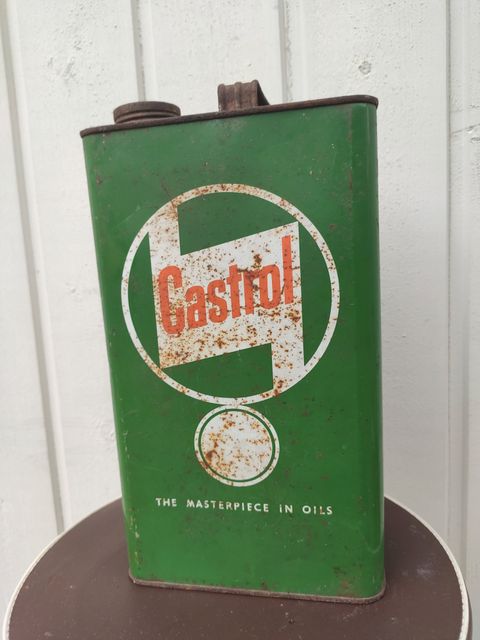 Castrol
THE MASTERPIECE IN OILS